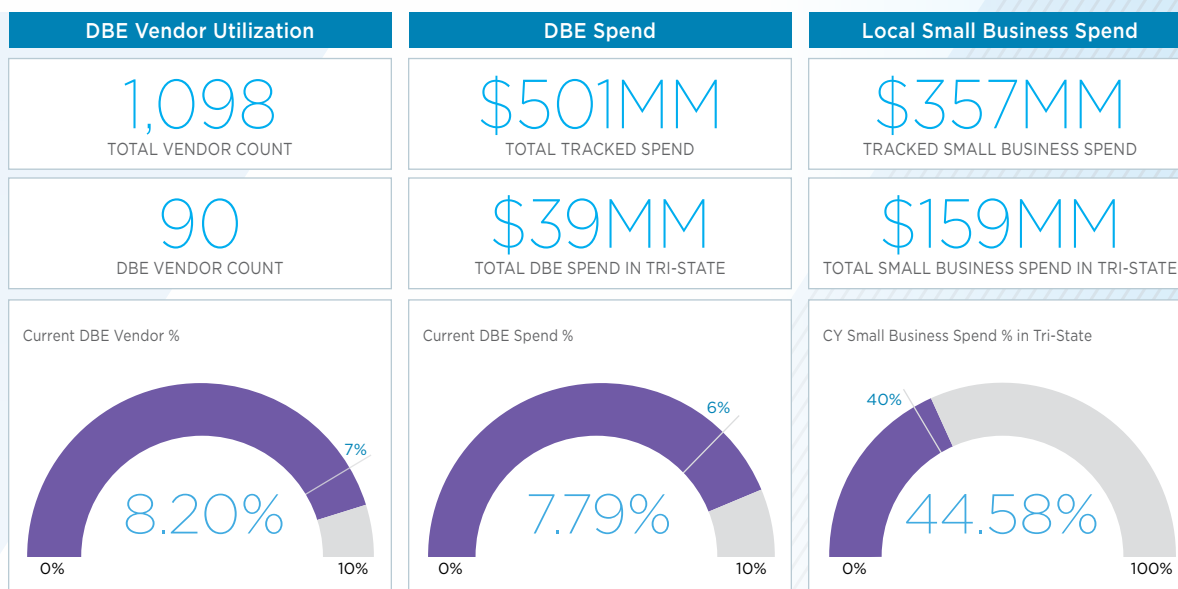 DBE Vendor Utilization
1,098
TOTAL VENDOR COUNT
90
DBE VENDOR COUNT
Current DBE Vendor %
7%
8.20%
0%
10%
DBE Spend
$501MM
TOTAL TRACKED SPEND
$39MM
TOTAL DBE SPEND IN TRI-STATE
Current DBE Spend %
6%
7.79%
0%
10%
Local Small Business Spend
$357MM
TRACKED SMALL BUSINESS SPEND
$159MM
TOTAL SMALL BUSINESS SPEND IN TRI-STATE
CY Small Business Spend % in Tri-State
40%
44.58%
0%
100%